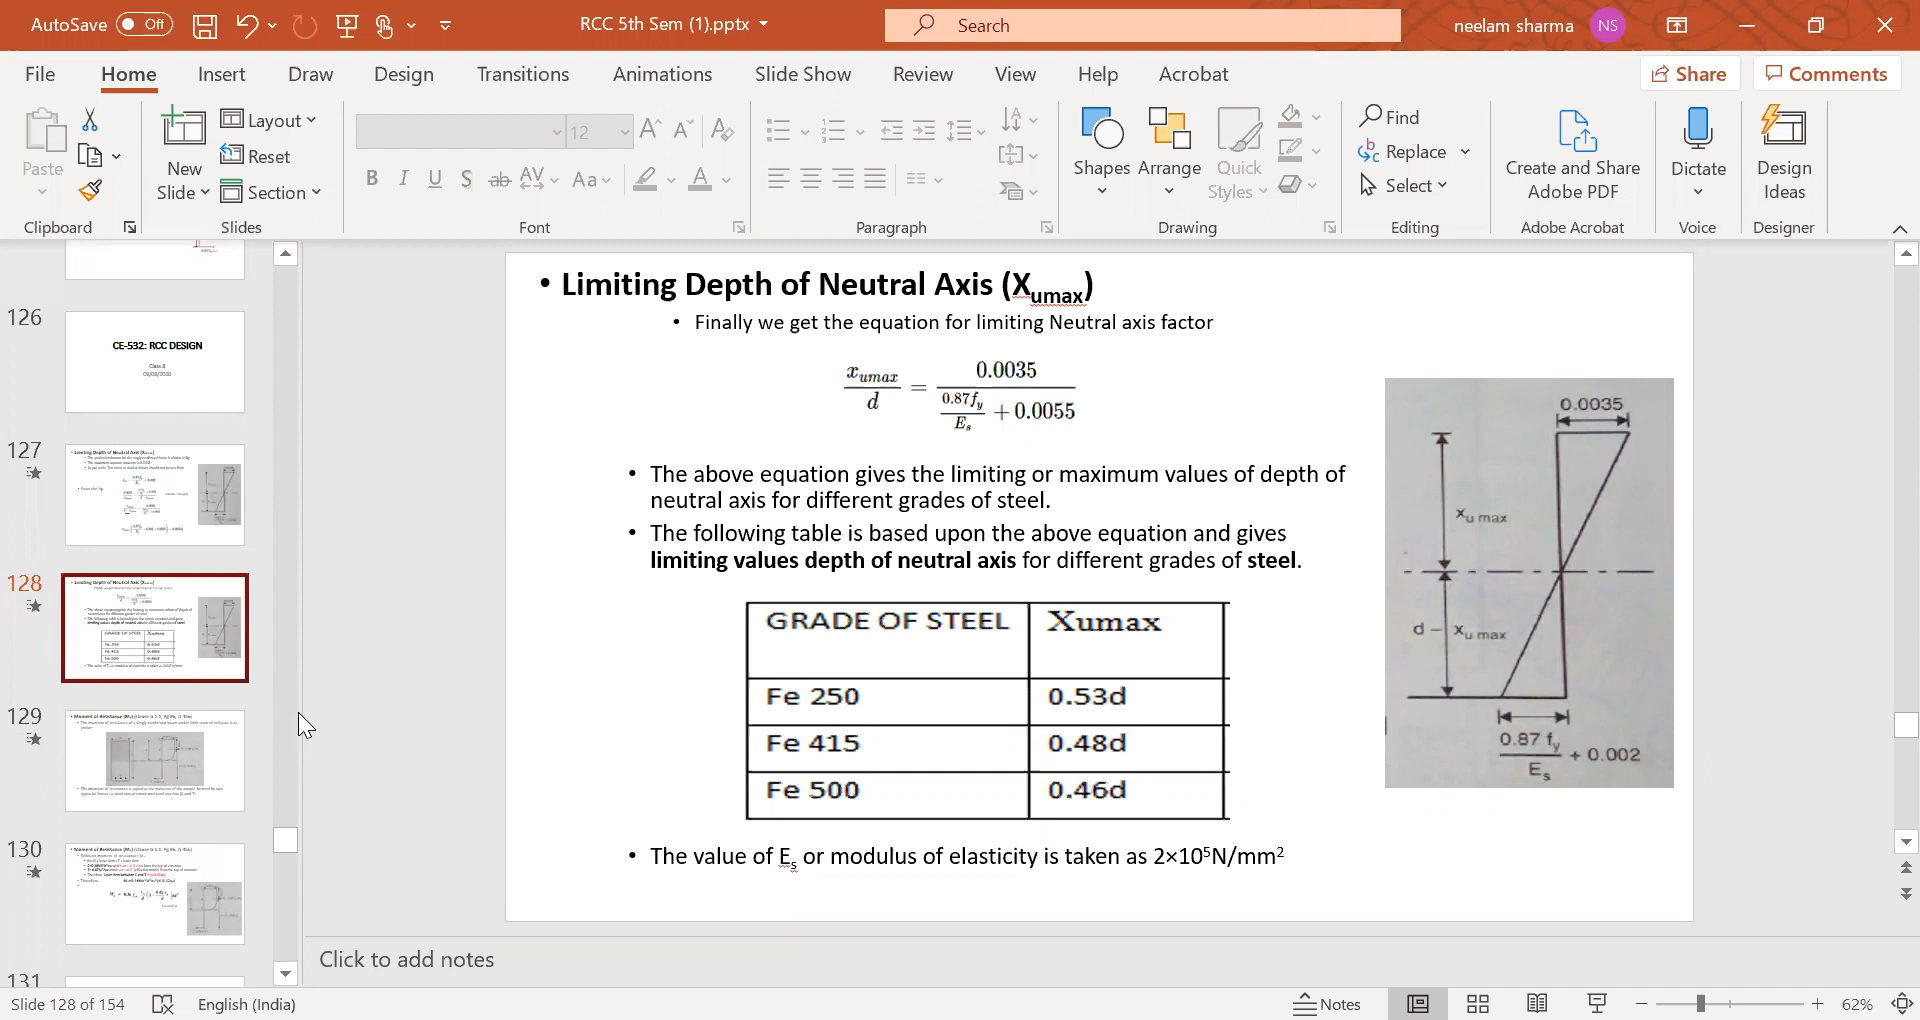 AutoSave Off
RCC 5th Sem (1).pptx
Search
neelam sharma NS
File Home Insert Draw Design Transitions Animations Slide Show Review View Help Acrobat
Share Comments
Paste
New Slide
Layout
Reset
Section
12
A A A
B I U S ab AV Aa A
Shapes Arrange Quick Styles
Find
Replace
Select
Create and Share Adobe PDF
Dictate
Design Ideas
Clipboard Slides Font Paragraph Drawing Editing Adobe Acrobat Voice Designer
126
CE-532: RCC DESIGN
Class 8
09/09/2020
127
128
129
130
131
• Limiting Depth of Neutral Axis (Xumax)
• Finally we get the equation for limiting Neutral axis factor
xumax/d = 0.0035/(0.87fy/Es + 0.0055)
• The above equation gives the limiting or maximum values of depth of
neutral axis for different grades of steel.
• The following table is based upon the above equation and gives
limiting values depth of neutral axis for different grades of steel.
GRADE OF STEEL Xumax
Fe 250 0.53d
Fe 415 0.48d
Fe 500 0.46d
• The value of Es or modulus of elasticity is taken as 2×10⁵N/mm²
0.0035
xu max
d – xu max
0.87 fy/Es + 0.002
Click to add notes
Slide 128 of 154 English (India) Notes 62%